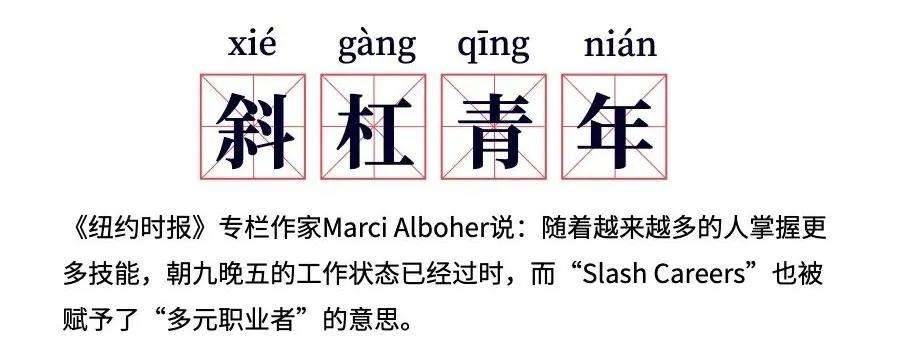 xié gàng qīng nián
斜杠青年
《纽约时报》专栏作家Marci Alboher说：随着越来越多的人掌握更
多技能，朝九晚五的工作状态已经过时，而“Slash Careers”也被
赋予了“多元职业者”的意思。